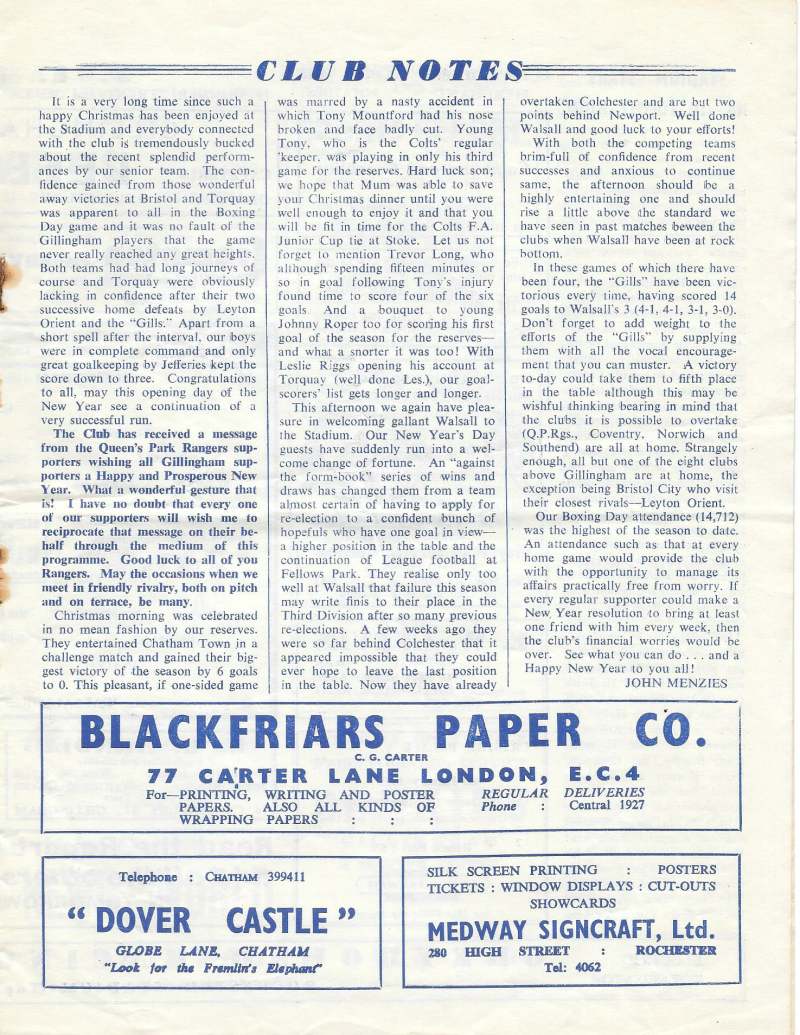 CLUB NOTES
It is a very long time since such a
happy Christmas has been enjoyed at
the Stadium and everybody connected
with the club is tremendously bucked
about the recent splendid perform-
ances by our senior team. The con-
fidence gained from those wonderful
away victories at Bristol and Torquay
was apparent to all in the Boxing
Day game and it was no fault of the
Gillingham players that the game
never really reached any great heights.
Both teams had had long journeys of
course and Torquay were obviously
lacking in confidence after their two
successive home defeats by Leyton
Orient and the "Gills." Apart from a
short spell after the interval, our boys
were in complete command and only
great goalkeeping by Jefferies kept the
score down to three. Congratulations
to all, may this opening day of the
New Year see a continuation of a
very successful run.
The Club has received a message
from the Queen's Park Rangers sup-
porters wishing all Gillingham sup-
porters a Happy and Prosperous New
Year. What a wonderful gesture that
is! I have no doubt that every one
of our supporters will wish me to
reciprocate that message on their be-
half through the medium of this
programme. Good luck to all of you
Rangers. May the occasions when we
meet in friendly rivalry, both on pitch
and on terrace, be many.
Christmas morning was celebrated
in no mean fashion by our reserves.
They entertained Chatham Town in a
challenge match and gained their big-
gest victory of the season by 6 goals
to 0. This pleasant, if one-sided game
was marred by a nasty accident in
which Tony Mountford had his nose
broken and face badly cut. Young
Tony, who is the Colts' regular
'keeper, was playing in only his third
game for the reserves. Hard luck son;
we hope that Mum was able to save
your Christmas dinner until you were
well enough to enjoy it and that you
will be fit in time for the Colts F.A.
Junior Cup tie at Stoke. Let us not
forget to mention Trevor Long, who
although spending fifteen minutes or
so in goal following Tony's injury
found time to score four of the six
goals. And a bouquet to young
Johnny Roper too for scoring his first
goal of the season for the reserves—
and what a snorter it was too! With
Leslie Riggs opening his account at
Torquay (well done Les.), our goal-
scorers' list gets longer and longer.
This afternoon we again have plea-
sure in welcoming gallant Walsall to
the Stadium. Our New Year's Day
guests have suddenly run into a wel-
come change of fortune. An "against
the form-book" series of wins and
draws has changed them from a team
almost certain of having to apply for
re-election to a confident bunch of
hopefuls who have one goal in view—
a higher position in the table and the
continuation of League football at
Fellows Park. They realise only too
well at Walsall that failure this season
may write finis to their place in the
Third Division after so many previous
re-elections. A few weeks ago they
were so far behind Colchester that it
appeared impossible that they could
ever hope to leave the last position
in the table. Now they have already
overtaken Colchester and are but two
points behind Newport. Well done
Walsall and good luck to your efforts!
With both the competing teams
brim-full of confidence from recent
successes and anxious to continue
same, the afternoon should be a
highly entertaining one and should
rise a little above the standard we
have seen in past matches beween the
clubs when Walsall have been at rock
bottom.
In these games of which there have
been four, the "Gills" have been vic-
torious every time, having scored 14
goals to Walsall's 3 (4-1, 4-1, 3-1, 3-0).
Don't forget to add weight to the
efforts of the "Gills" by supplying
them with all the vocal encourage-
ment that you can muster. A victory
to-day could take them to fifth place
in the table although this may be
wishful thinking bearing in mind that
the clubs it is possible to overtake
(Q.P.Rgs., Coventry, Norwich and
Southend) are all at home. Strangely
enough, all but one of the eight clubs
above Gillingham are at home, the
exception being Bristol City who visit
their closest rivals—Leyton Orient.
Our Boxing Day attendance (14,712)
was the highest of the season to date.
An attendance such as that at every
home game would provide the club
with the opportunity to manage its
affairs practically free from worry. If
every regular supporter could make a
New Year resolution to bring at least
one friend with him every week, then
the club's financial worries would be
over. See what you can do . . . and a
Happy New Year to you all!
JOHN MENZIES
BLACKFRIARS PAPER CO.
C. G. CARTER
77 CARTER LANE LONDON, E.C.4
For—PRINTING, WRITING AND POSTER
PAPERS. ALSO ALL KINDS OF
WRAPPING PAPERS : : :
REGULAR DELIVERIES
Phone : Central 1927
Telephone : CHATHAM 399411
"DOVER CASTLE"
GLOBE LANE, CHATHAM
"Look for the Fremlin's Elephant"
SILK SCREEN PRINTING : POSTERS
TICKETS : WINDOW DISPLAYS : CUT-OUTS
SHOWCARDS
MEDWAY SIGNCRAFT, Ltd.
280 HIGH STREET : ROCHESTER
Tel: 4062